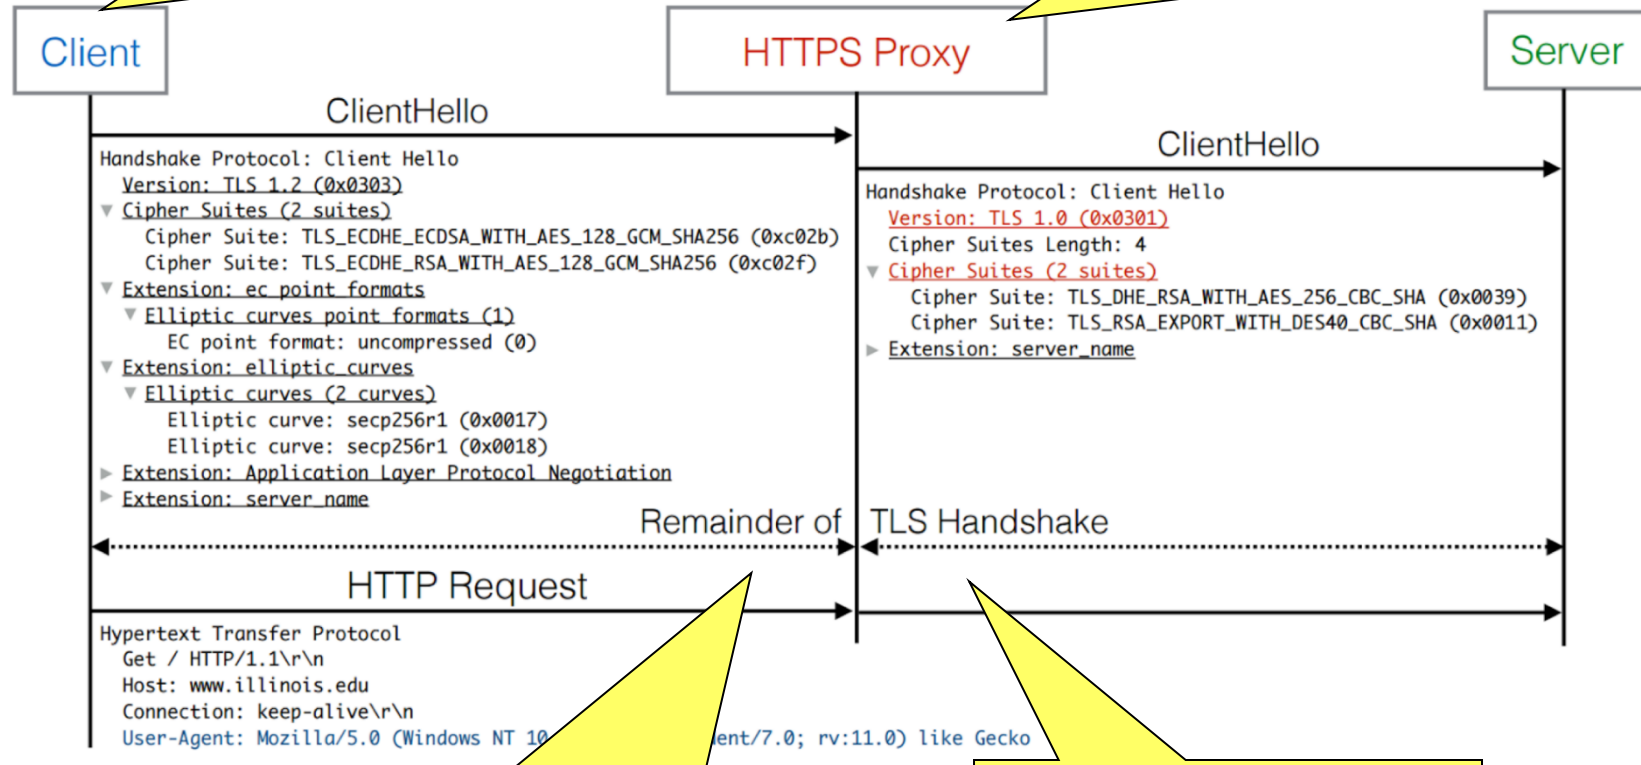 Client
HTTPS Proxy
Server
ClientHello
Handshake Protocol: Client Hello
Version: TLS 1.2 (0x0303)
Cipher Suites (2 suites)
Cipher Suite: TLS_ECDHE_ECDSA_WITH_AES_128_GCM_SHA256 (0xc02b)
Cipher Suite: TLS_ECDHE_RSA_WITH_AES_128_GCM_SHA256 (0xc02f)
Extension: ec_point_formats
Elliptic curves point formats (1)
EC point format: uncompressed (0)
Extension: elliptic_curves
Elliptic curves (2 curves)
Elliptic curve: secp256r1 (0x0017)
Elliptic curve: secp256r1 (0x0018)
Extension: Application Layer Protocol Negotiation
Extension: server_name
ClientHello
Handshake Protocol: Client Hello
Version: TLS 1.0 (0x0301)
Cipher Suites Length: 4
Cipher Suites (2 suites)
Cipher Suite: TLS_DHE_RSA_WITH_AES_256_CBC_SHA (0x0039)
Cipher Suite: TLS_RSA_EXPORT_WITH_DES40_CBC_SHA (0x0011)
Extension: server_name
Remainder of TLS Handshake
HTTP Request
Hypertext Transfer Protocol
Get / HTTP/1.1\r\n
Host: www.illinois.edu
Connection: keep-alive\r\n
User-Agent: Mozilla/5.0 (Windows NT 10 ent/7.0; rv:11.0) like Gecko